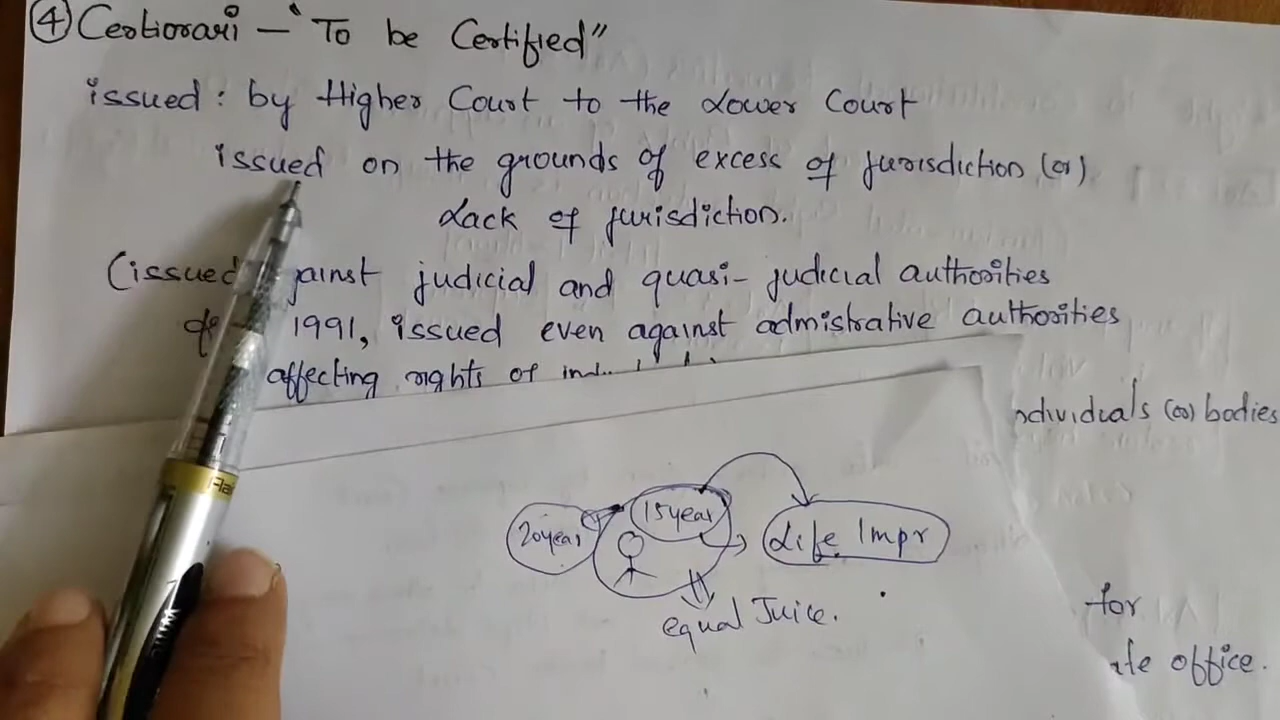 ④ Certiorari – "To be Certified"
issued : by Higher Court to the Lower Court
issued on the grounds of excess of jurisdiction (or)
Lack of jurisdiction.
(issued against judicial and quasi-judicial authorities
1991, issued even against admistrative authorities
affecting rights of
ndividuals (or) bodies
20year
15year
Life Impr
equal Juice.
for
office.
Flair